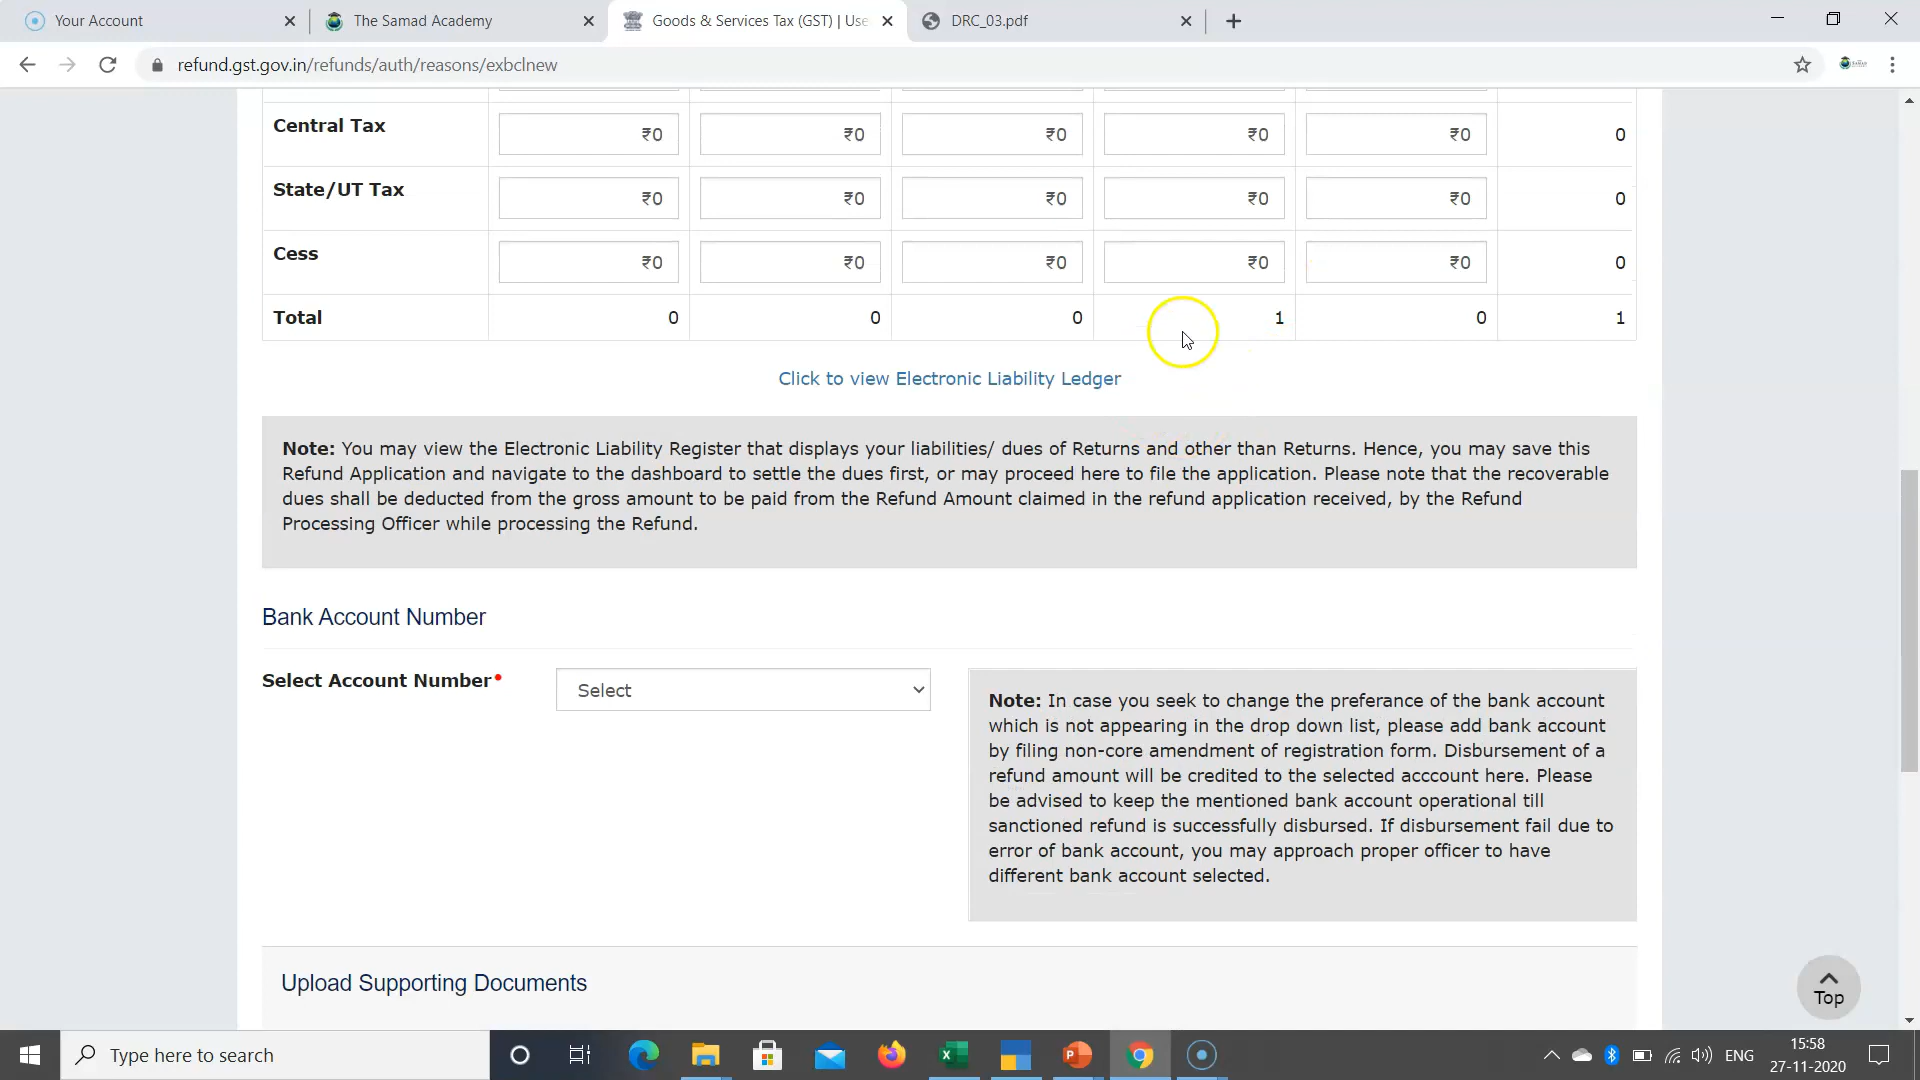 Your Account
The Samad Academy
Goods & Services Tax (GST) | Use
DRC_03.pdf
refund.gst.gov.in/refunds/auth/reasons/exbclnew
Central Tax ₹0 ₹0 ₹0 ₹0 ₹0 0
State/UT Tax ₹0 ₹0 ₹0 ₹0 ₹0 0
Cess ₹0 ₹0 ₹0 ₹0 ₹0 0
Total 0 0 0 1 0 1
Click to view Electronic Liability Ledger
Note: You may view the Electronic Liability Register that displays your liabilities/ dues of Returns and other than Returns. Hence, you may save this
Refund Application and navigate to the dashboard to settle the dues first, or may proceed here to file the application. Please note that the recoverable
dues shall be deducted from the gross amount to be paid from the Refund Amount claimed in the refund application received, by the Refund
Processing Officer while processing the Refund.
Bank Account Number
Select Account Number•
Select
Note: In case you seek to change the preferance of the bank account
which is not appearing in the drop down list, please add bank account
by filing non-core amendment of registration form. Disbursement of a
refund amount will be credited to the selected acccount here. Please
be advised to keep the mentioned bank account operational till
sanctioned refund is successfully disbursed. If disbursement fail due to
error of bank account, you may approach proper officer to have
different bank account selected.
Upload Supporting Documents
Top
Type here to search
ENG
15:58
27-11-2020